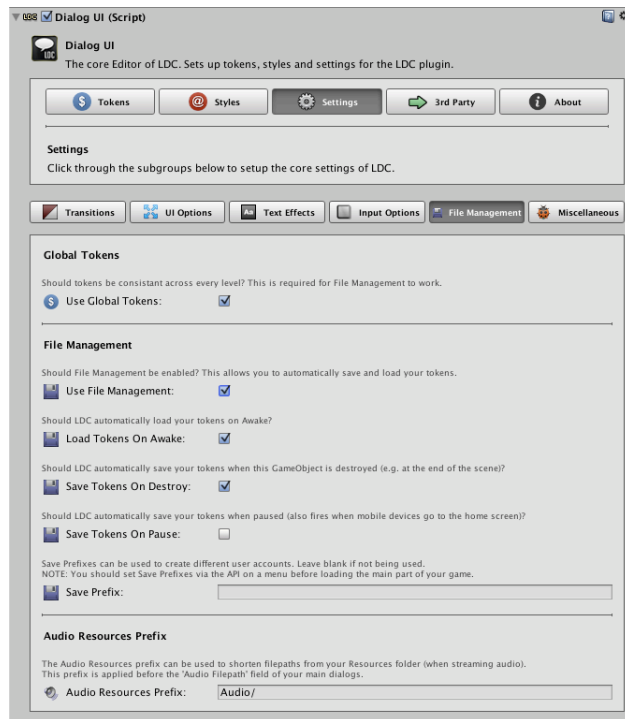 Dialog UI (Script)
LDC
Dialog UI
The core Editor of LDC. Sets up tokens, styles and settings for the LDC plugin.
Tokens Styles Settings 3rd Party About
Settings
Click through the subgroups below to setup the core settings of LDC.
Transitions UI Options Aa Text Effects Input Options File Management Miscellaneous
Global Tokens
Should tokens be consistant across every level? This is required for File Management to work.
Use Global Tokens:
File Management
Should File Management be enabled? This allows you to automatically save and load your tokens.
Use File Management:
Should LDC automatically load your tokens on Awake?
Load Tokens On Awake:
Should LDC automatically save your tokens when this GameObject is destroyed (e.g. at the end of the scene)?
Save Tokens On Destroy:
Should LDC automatically save your tokens when paused (also fires when mobile devices go to the home screen)?
Save Tokens On Pause:
Save Prefixes can be used to create different user accounts. Leave blank if not being used.
NOTE: You should set Save Prefixes via the API on a menu before loading the main part of your game.
Save Prefix:
Audio Resources Prefix
The Audio Resources prefix can be used to shorten filepaths from your Resources folder (when streaming audio).
This prefix is applied before the 'Audio Filepath' field of your main dialogs.
Audio Resources Prefix: Audio/